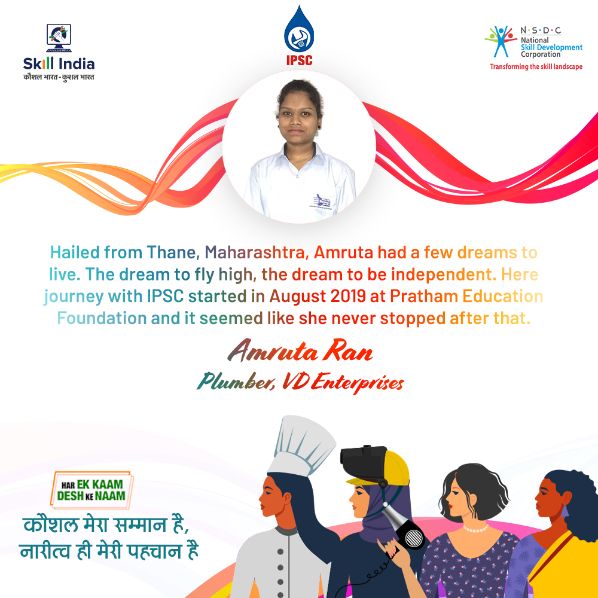 Skill India
कौशल भारत-कुशल भारत
IPSC
N·S·D·C
National
Skill Development
Corporation
Transforming the skill landscape
Hailed from Thane, Maharashtra, Amruta had a few dreams to
live. The dream to fly high, the dream to be independent. Here
journey with IPSC started in August 2019 at Pratham Education
Foundation and it seemed like she never stopped after that.
Amruta Ran
Plumber, VD Enterprises
HAR EK KAAM
DESH KE NAAM
कौशल मेरा सम्मान है,
नारीत्व ही मेरी पहचान है